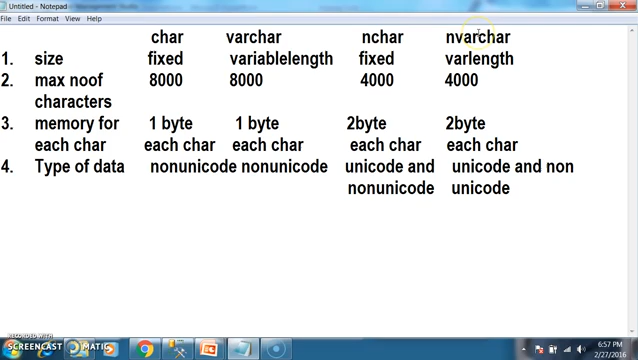 Untitled - Notepad
File Edit Format View Help
char varchar nchar nvarchar
1. size fixed variablelength fixed varlength
2. max noof 8000 8000 4000 4000
characters
3. memory for 1 byte 1 byte 2byte 2byte
each char each char each char each char each char
4. Type of data nonunicode nonunicode unicode and unicode and non
nonunicode unicode
RECORDED WITH
SCREENCAST MATIC
6:57 PM
2/27/2016